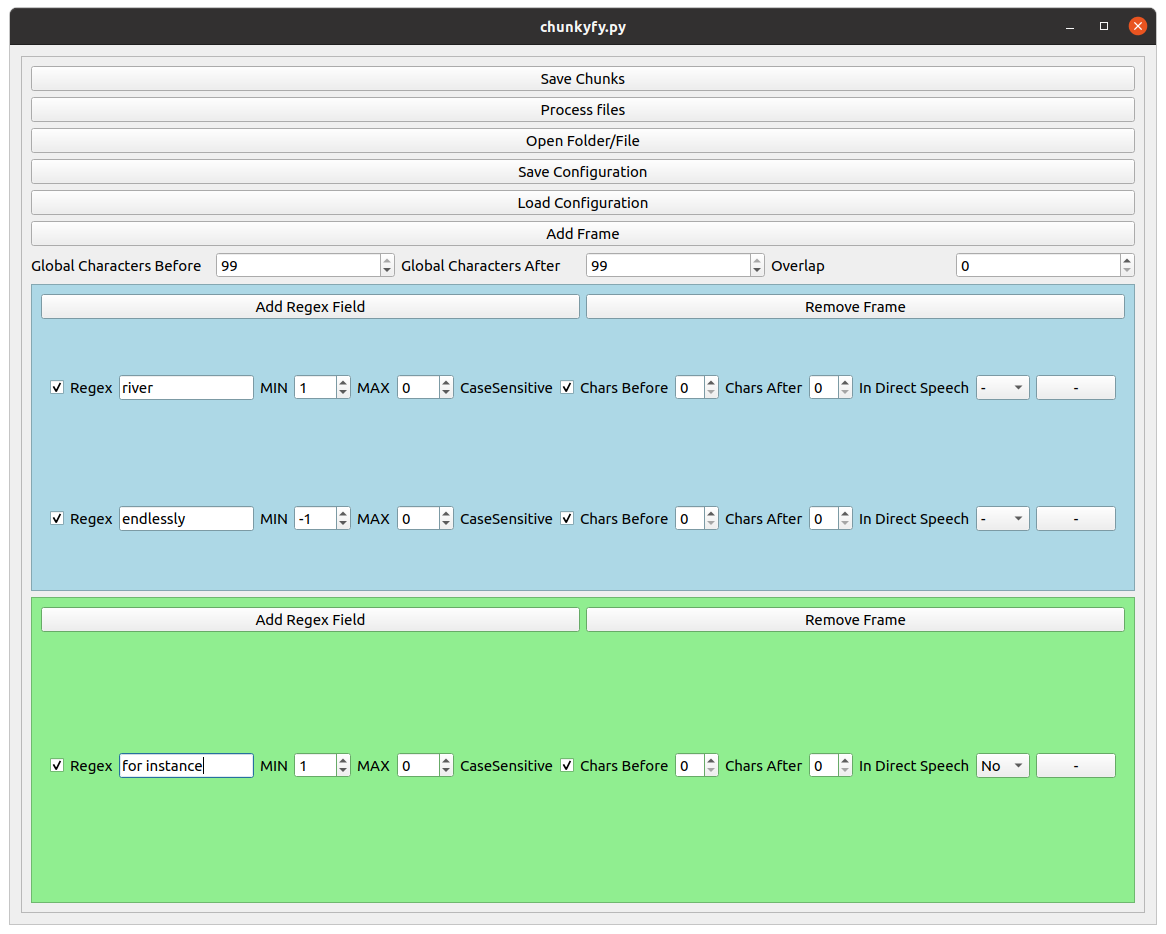 chunkyfy.py
Save Chunks
Process files
Open Folder/File
Save Configuration
Load Configuration
Add Frame
Global Characters Before 99 Global Characters After 99 Overlap 0
Add Regex Field Remove Frame
Regex river MIN 1 MAX 0 CaseSensitive Chars Before 0 Chars After 0 In Direct Speech - -
Regex endlessly MIN -1 MAX 0 CaseSensitive Chars Before 0 Chars After 0 In Direct Speech - -
Add Regex Field Remove Frame
Regex for instance MIN 1 MAX 0 CaseSensitive Chars Before 0 Chars After 0 In Direct Speech No -